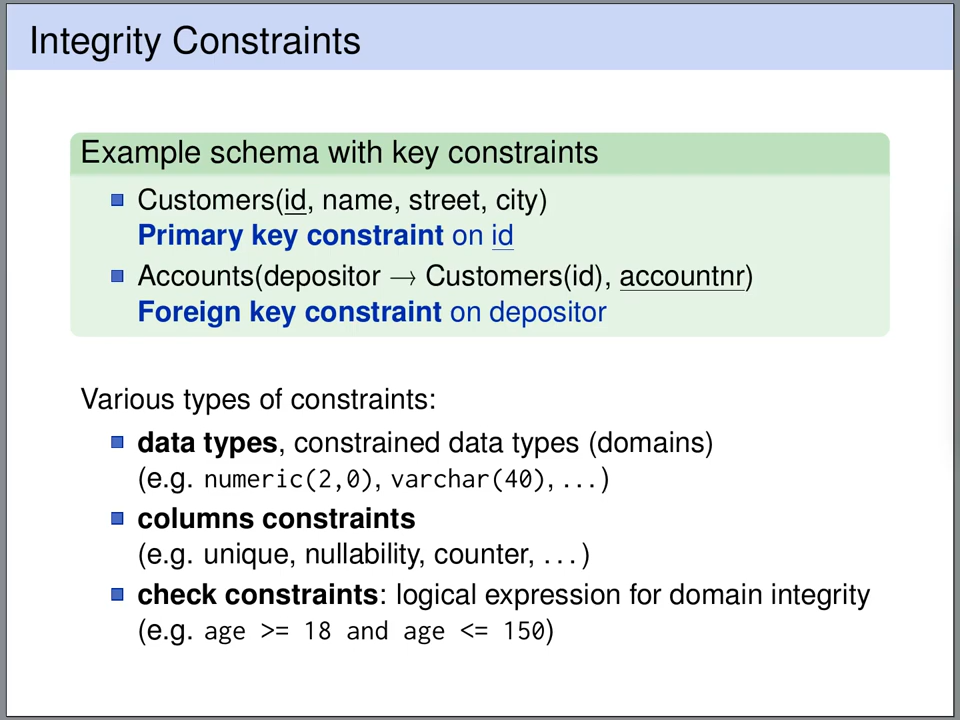 Integrity Constraints
Example schema with key constraints
Customers(id, name, street, city)
Primary key constraint on id
Accounts(depositor → Customers(id), accountnr)
Foreign key constraint on depositor
Various types of constraints:
data types, constrained data types (domains)
(e.g. numeric(2,0), varchar(40), ...)
columns constraints
(e.g. unique, nullability, counter, ...)
check constraints: logical expression for domain integrity
(e.g. age >= 18 and age <= 150)